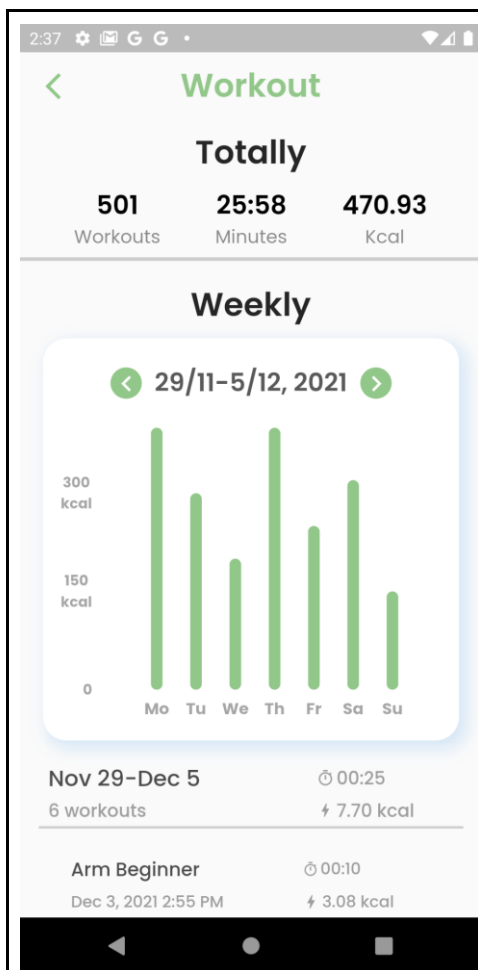 2:37 G G
Workout
Totally
501 25:58 470.93
Workouts Minutes Kcal
Weekly
29/11-5/12, 2021
300
kcal
150
kcal
0
Mo Tu We Th Fr Sa Su
Nov 29-Dec 5 00:25
6 workouts 7.70 kcal
Arm Beginner 00:10
Dec 3, 2021 2:55 PM 3.08 kcal